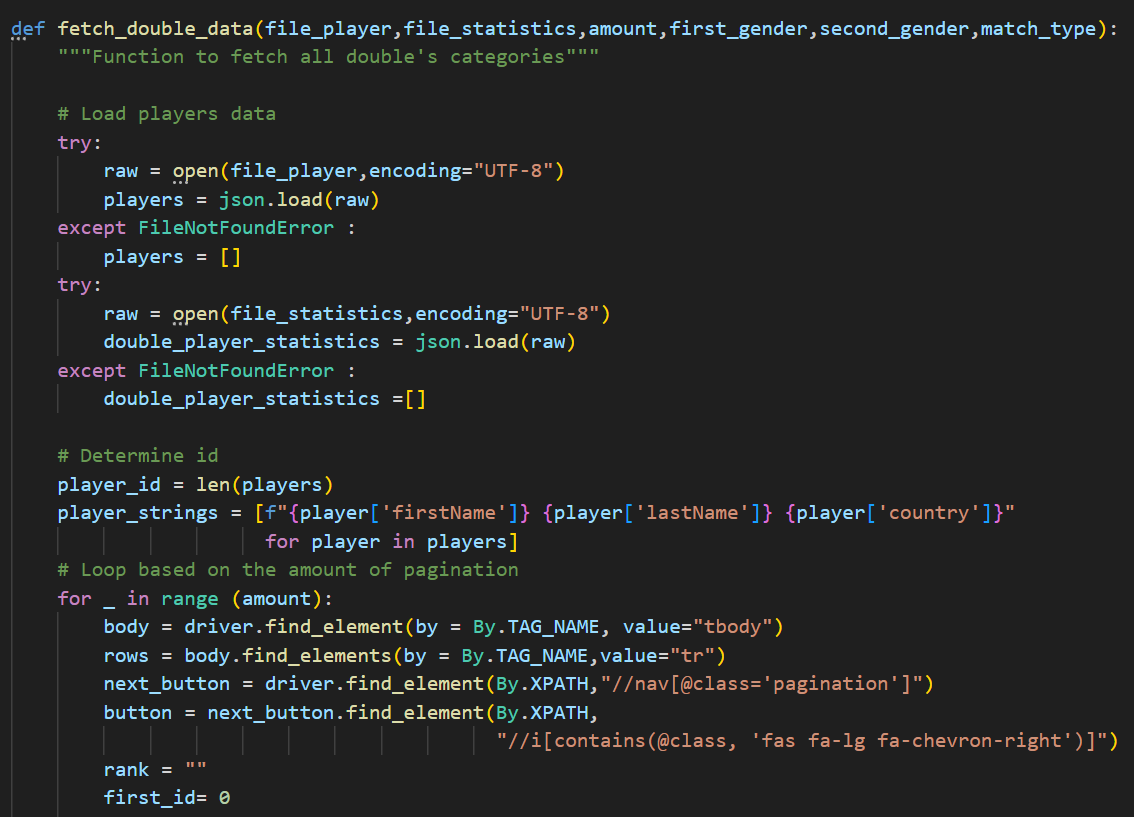 def fetch_double_data(file_player,file_statistics,amount,first_gender,second_gender,match_type):
    """Function to fetch all double's categories"""

    # Load players data
    try:
        raw = open(file_player,encoding="UTF-8")
        players = json.load(raw)
    except FileNotFoundError :
        players = []
    try:
        raw = open(file_statistics,encoding="UTF-8")
        double_player_statistics = json.load(raw)
    except FileNotFoundError :
        double_player_statistics =[]

    # Determine id
    player_id = len(players)
    player_strings = [f"{player['firstName']} {player['lastName']} {player['country']}"
                      for player in players]
    # Loop based on the amount of pagination
    for _ in range (amount):
        body = driver.find_element(by = By.TAG_NAME, value="tbody")
        rows = body.find_elements(by = By.TAG_NAME,value="tr")
        next_button = driver.find_element(By.XPATH,"//nav[@class='pagination']")
        button = next_button.find_element(By.XPATH,
                                          "//i[contains(@class, 'fas fa-lg fa-chevron-right')]")
        rank = ""
        first_id= 0